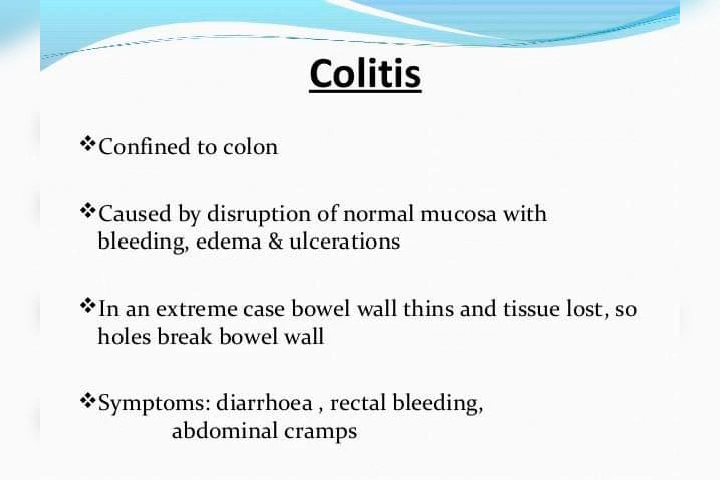 Colitis
❖Confined to colon
❖Caused by disruption of normal mucosa with
bleeding, edema & ulcerations
❖In an extreme case bowel wall thins and tissue lost, so
holes break bowel wall
❖Symptoms: diarrhoea , rectal bleeding,
abdominal cramps